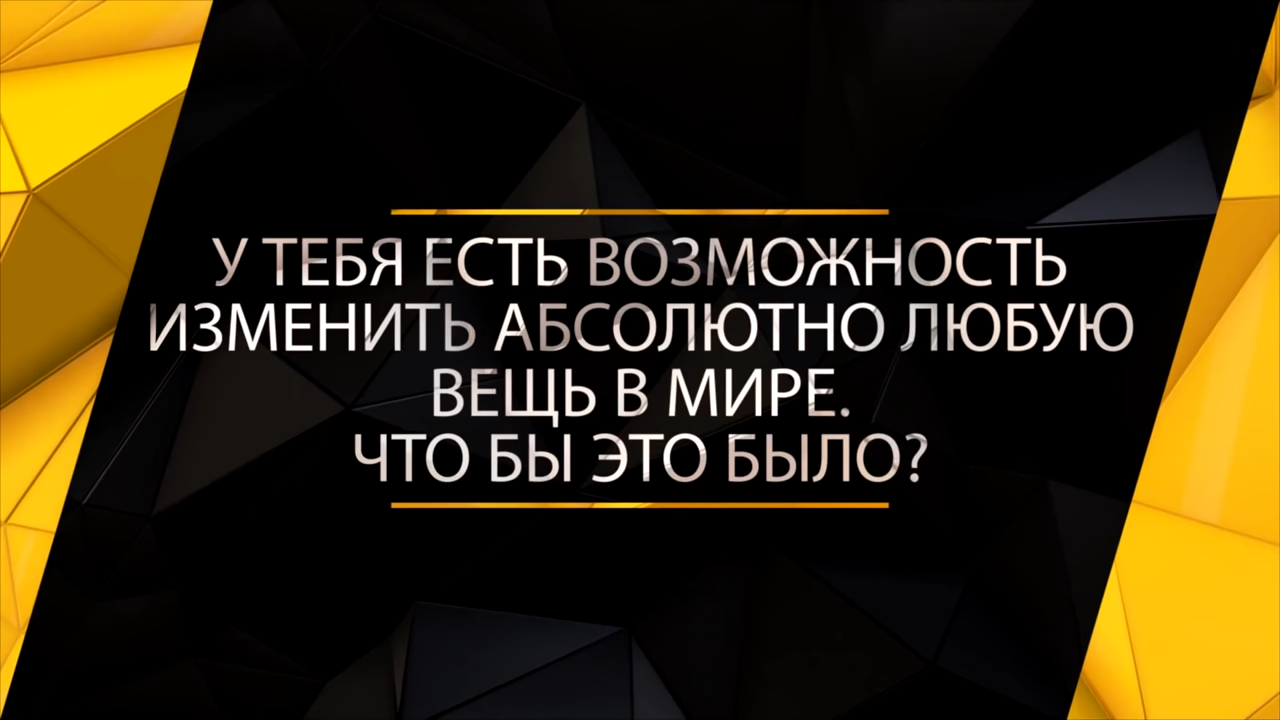 У ТЕБЯ ЕСТЬ ВОЗМОЖНОСТЬ
ИЗМЕНИТЬ АБСОЛЮТНО ЛЮБУЮ
ВЕЩЬ В МИРЕ.
ЧТО БЫ ЭТО БЫЛО?